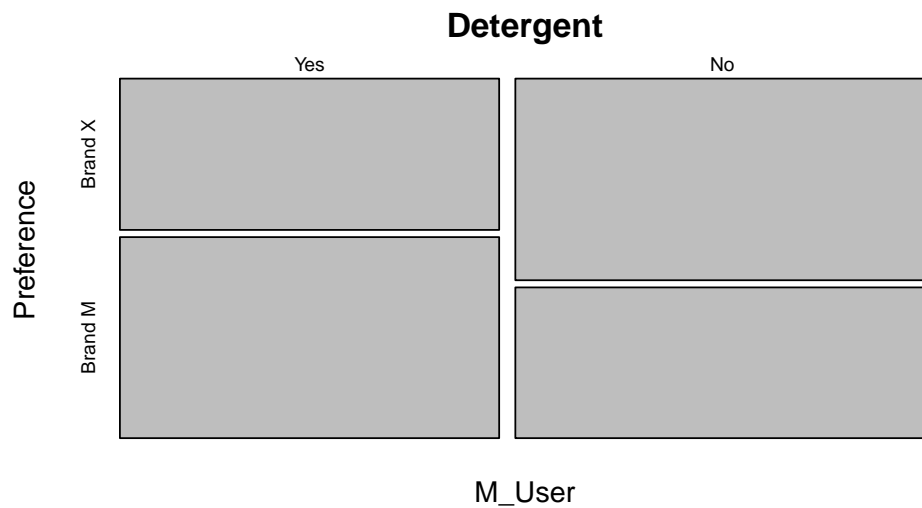 Detergent
Yes
No
Brand X
Preference
Brand M
M_User